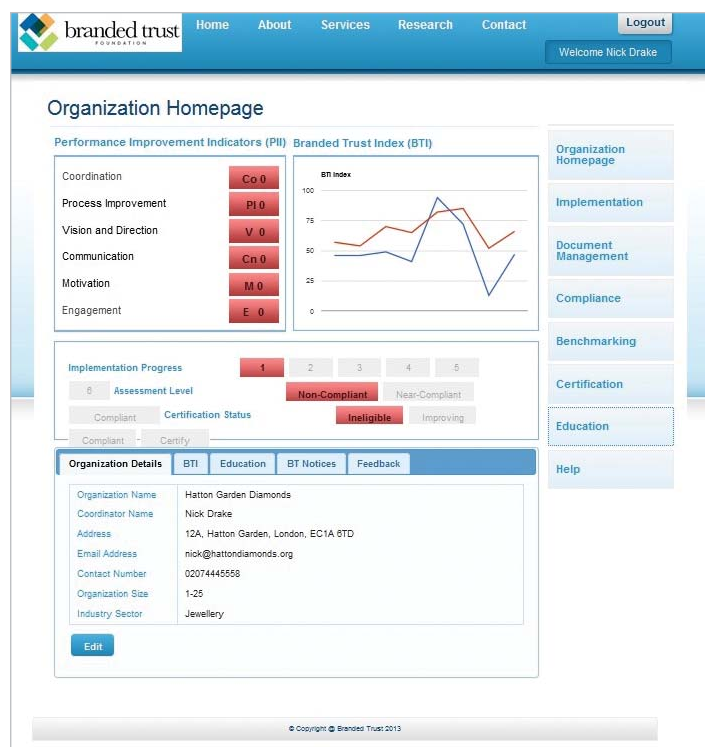 branded trust
FOUNDATION
Home About Services Research Contact
Logout
Welcome Nick Drake
Organization Homepage
Performance Improvement Indicators (PII)
Coordination Co 0
Process Improvement PI 0
Vision and Direction V 0
Communication Cn 0
Motivation M 0
Engagement E 0
Branded Trust Index (BTI)
BTI Index
100
75
50
25
0
Organization
Homepage
Implementation
Document
Management
Compliance
Benchmarking
Certification
Education
Help
Implementation Progress 1 2 3 4 5
6 Assessment Level Non-Compliant Near-Compliant
Compliant Certification Status Ineligible Improving
Compliant Certify
Organization Details BTI Education BT Notices Feedback
Organization Name Hatton Garden Diamonds
Coordinator Name Nick Drake
Address 12A, Hatton Garden, London, EC1A 6TD
Email Address nick@hattondiamonds.org
Contact Number 02074445558
Organization Size 1-25
Industry Sector Jewellery
Edit
© Copyright @ Branded Trust 2013